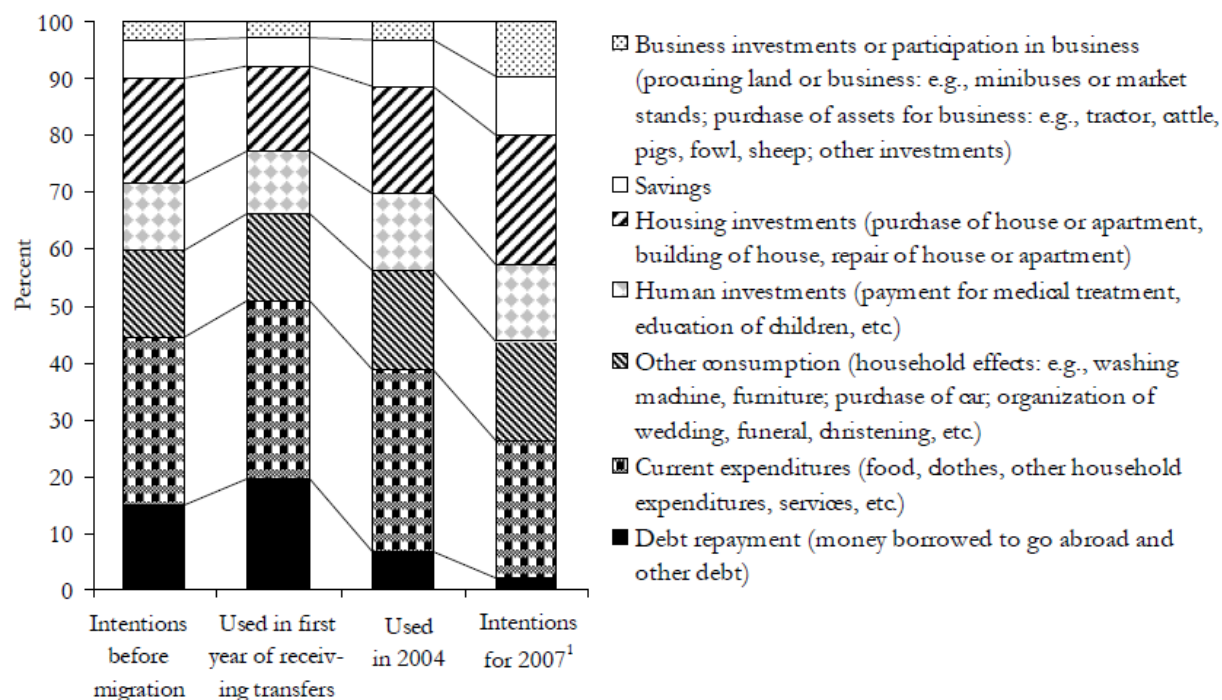 100
90
80
70
60
50
40
30
20
10
0
Percent
Intentions
before
migration
Used in first
year of receiv-
ing transfers
Used
in 2004
Intentions
for 2007¹
Business investments or participation in business
(procuring land or business: e.g., minibuses or market
stands; purchase of assets for business: e.g., tractor, cattle,
pigs, fowl, sheep; other investments)
Savings
Housing investments (purchase of house or apartment,
building of house, repair of house or apartment)
Human investments (payment for medical treatment,
education of children, etc.)
Other consumption (household effects: e.g., washing
machine, furniture; purchase of car; organization of
wedding, funeral, christening, etc.)
Current expenditures (food, clothes, other household
expenditures, services, etc.)
Debt repayment (money borrowed to go abroad and
other debt)